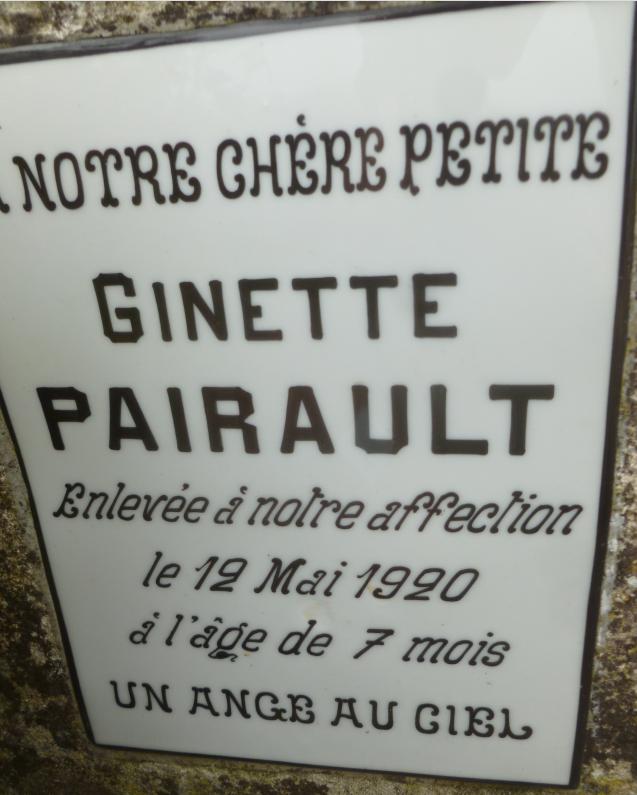 A NOTRE CHÈRE PETITE
GINETTE
PAIRAULT
Enlevée à notre affection
le 12 Mai 1920
à l'âge de 7 mois
UN ANGE AU CIEL